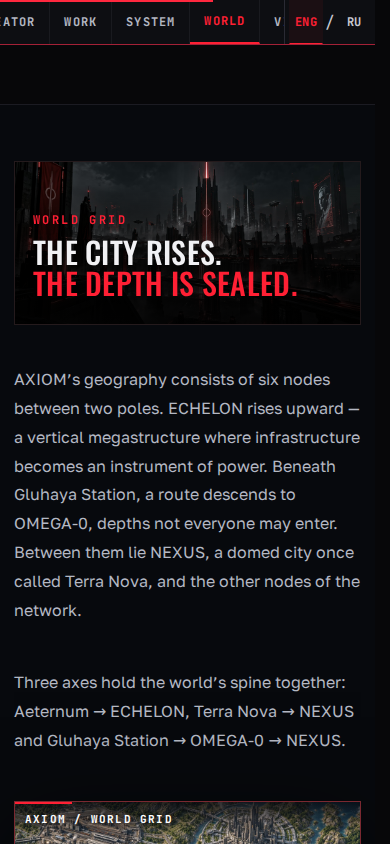 WORK
SYSTEM
WORLD
ENG / RU
WORLD GRID
THE CITY RISES.
THE DEPTH IS SEALED.
AXIOM’s geography consists of six nodes
between two poles. ECHELON rises upward —
a vertical megastructure where infrastructure
becomes an instrument of power. Beneath
Gluhaya Station, a route descends to
OMEGA-0, depths not everyone may enter.
Between them lie NEXUS, a domed city once
called Terra Nova, and the other nodes of the
network.
Three axes hold the world’s spine together:
Aeternum → ECHELON, Terra Nova → NEXUS
and Gluhaya Station → OMEGA-0 → NEXUS.
AXIOM / WORLD GRID